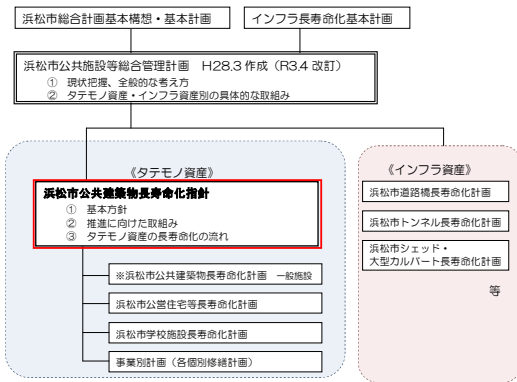 浜松市総合計画基本構想・基本計画
インフラ長寿命化基本計画
浜松市公共施設等総合管理計画 H28.3 作成（R3.4 改訂）
① 現状把握、全般的な考え方
② タテモノ資産・インフラ資産別の具体的な取組み
《タテモノ資産》
浜松市公共建築物長寿命化指針
① 基本方針
② 推進に向けた取組み
③ タテモノ資産の長寿命化の流れ
※浜松市公共建築物長寿命化計画 一般施設
浜松市公営住宅等長寿命化計画
浜松市学校施設長寿命化計画
事業別計画（各個別修繕計画）
《インフラ資産》
浜松市道路橋長寿命化計画
浜松市トンネル長寿命化計画
浜松市シェッド・
大型カルバート長寿命化計画
等